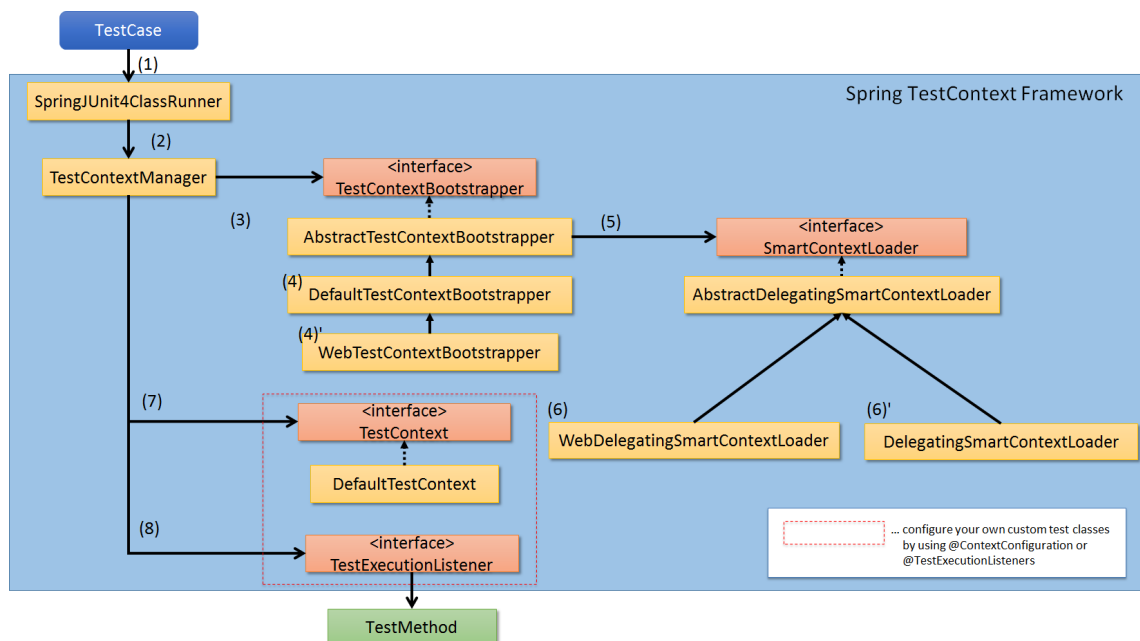 TestCase
(1)
Spring TestContext Framework
SpringJUnit4ClassRunner
(2)
TestContextManager
<interface>
TestContextBootstrapper
(3)
AbstractTestContextBootstrapper
(5)
<interface>
SmartContextLoader
(4)
DefaultTestContextBootstrapper
AbstractDelegatingSmartContextLoader
(4)'
WebTestContextBootstrapper
(7)
<interface>
TestContext
(6)
WebDelegatingSmartContextLoader
(6)'
DelegatingSmartContextLoader
DefaultTestContext
(8)
<interface>
TestExecutionListener
... configure your own custom test classes
by using @ContextConfiguration or
@TestExecutionListeners
TestMethod